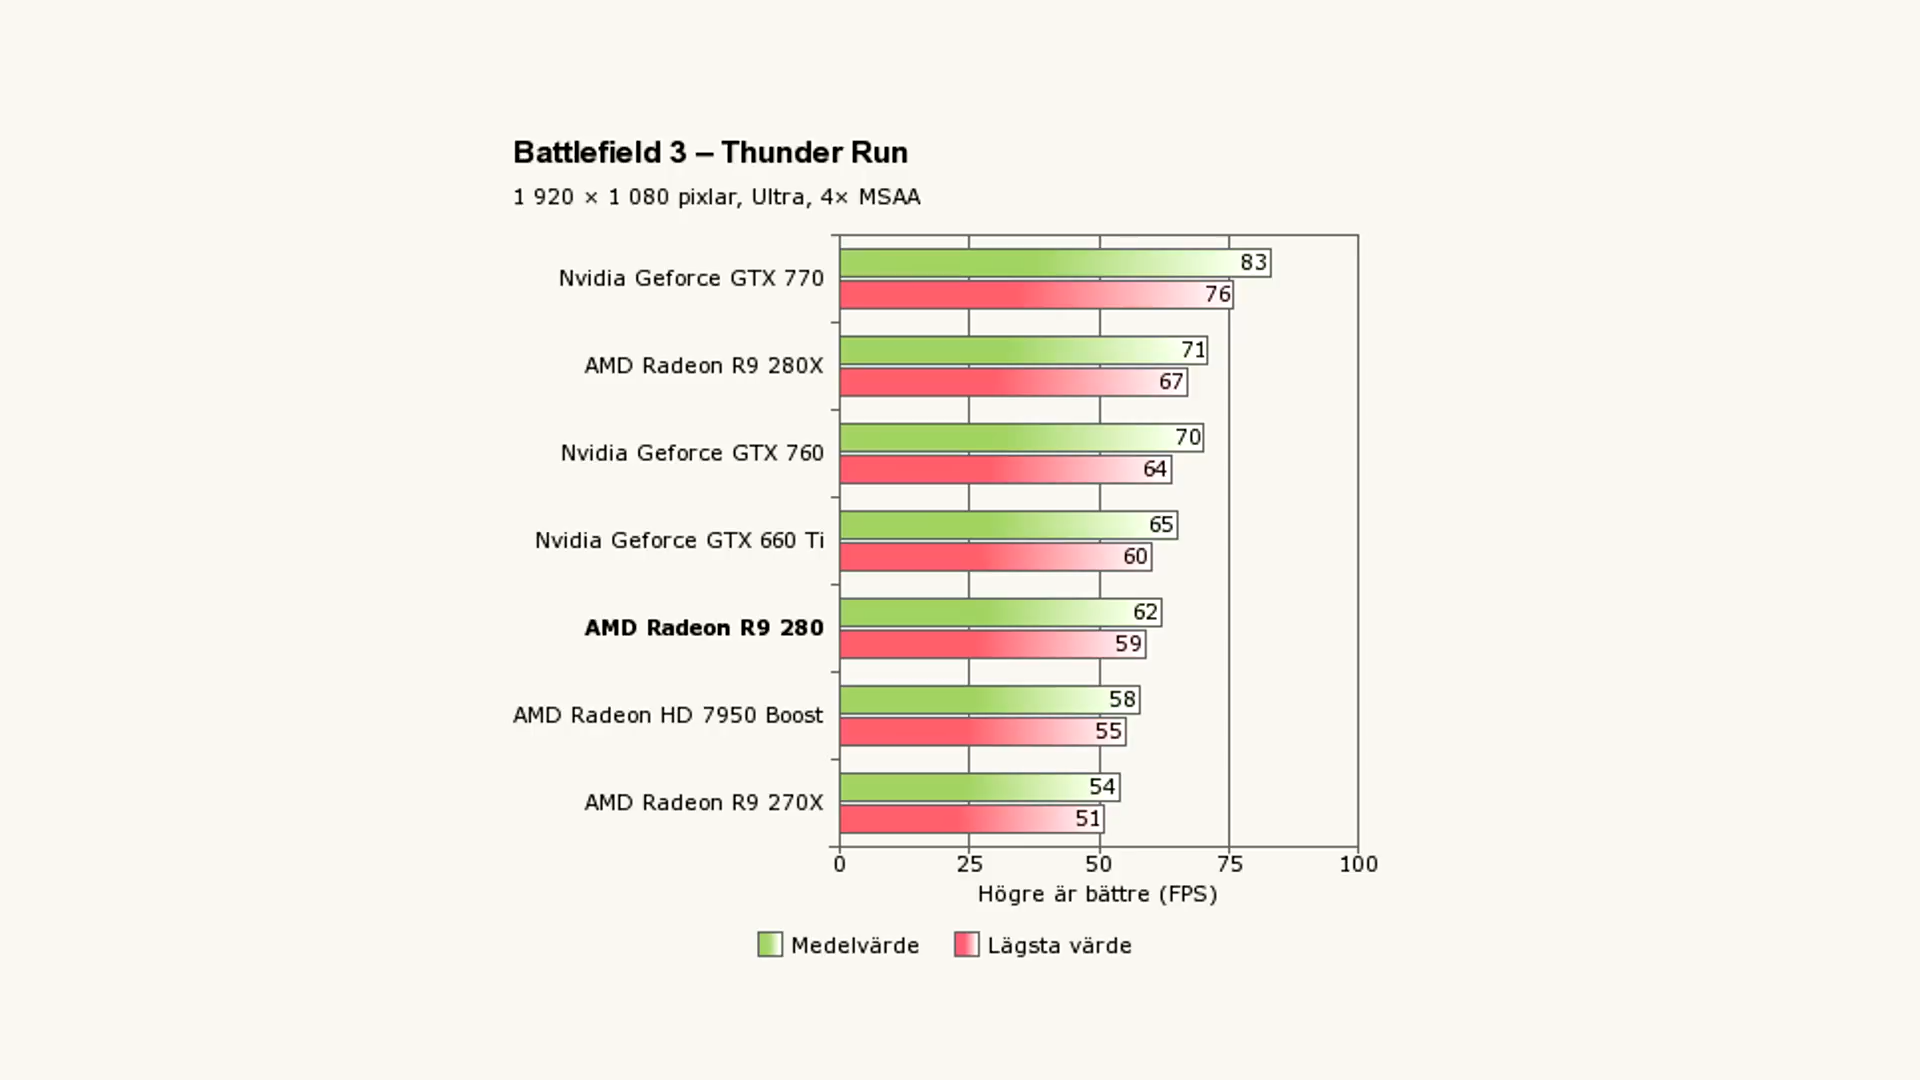 Battlefield 3 – Thunder Run
1 920 × 1 080 pixlar, Ultra, 4× MSAA
Nvidia Geforce GTX 770
83
76
AMD Radeon R9 280X
71
67
Nvidia Geforce GTX 760
70
64
Nvidia Geforce GTX 660 Ti
65
60
AMD Radeon R9 280
62
59
AMD Radeon HD 7950 Boost
58
55
AMD Radeon R9 270X
54
51
0 25 50 75 100
Högre är bättre (FPS)
Medelvärde Lägsta värde